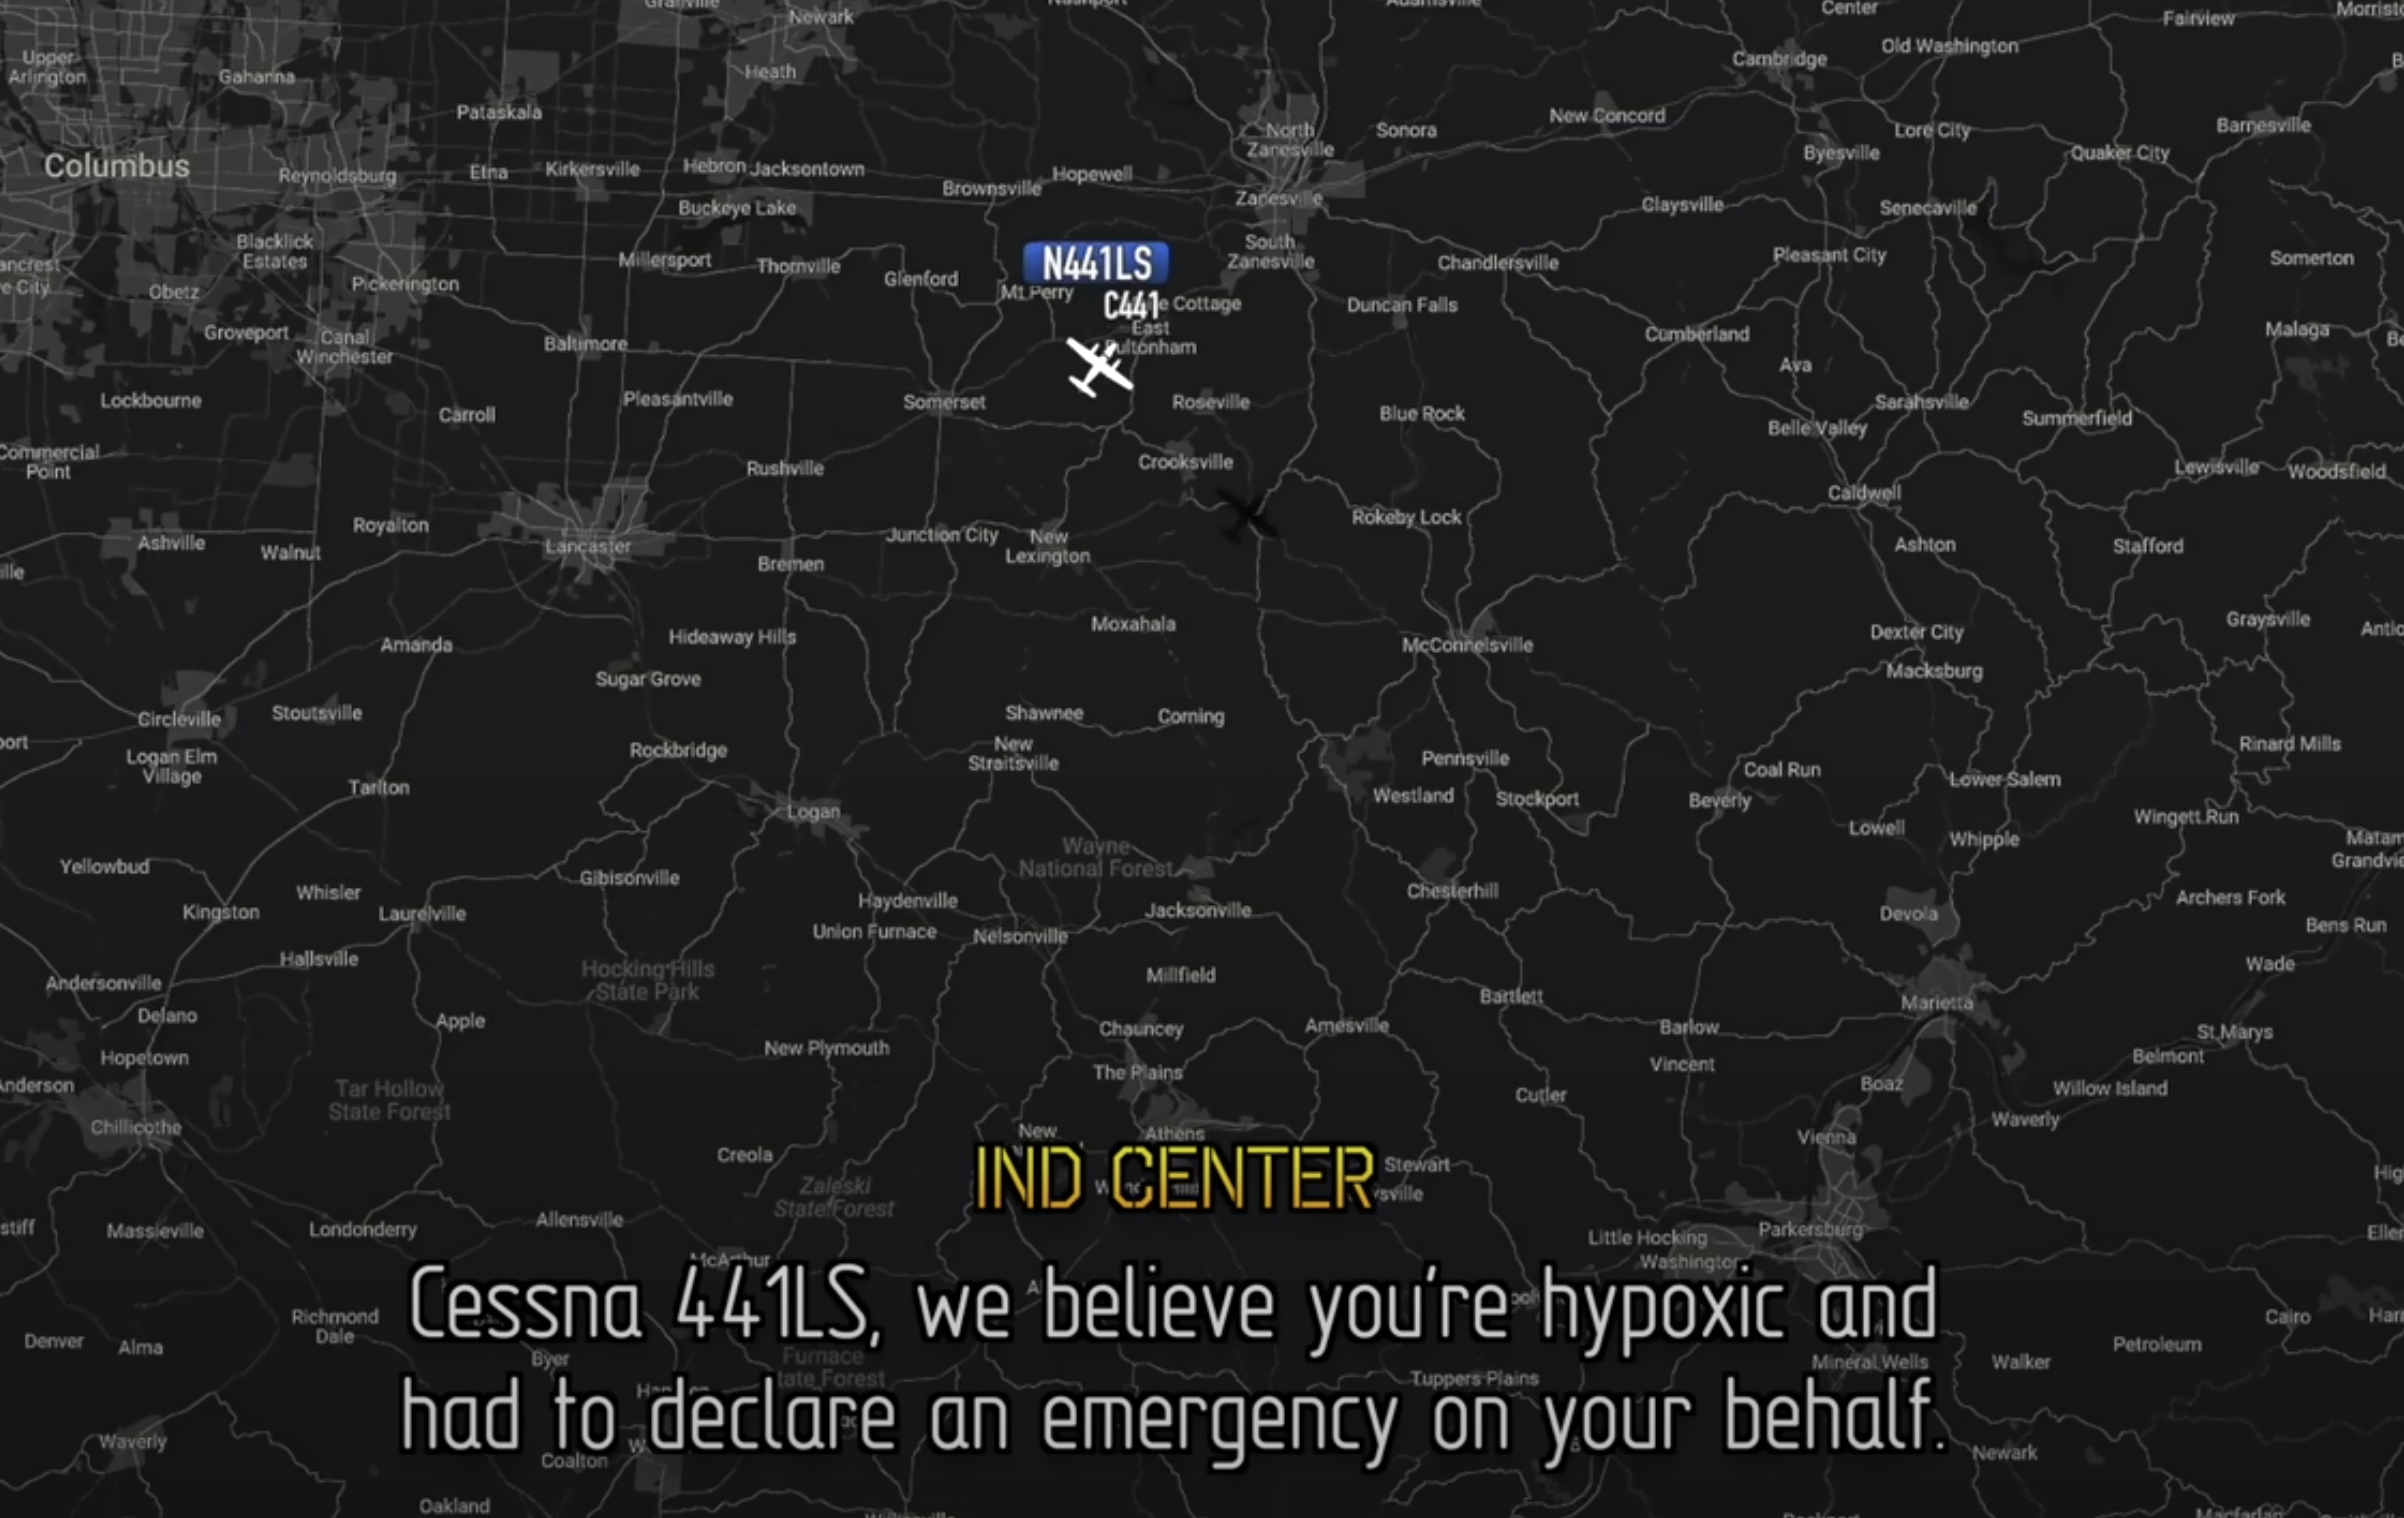 Granville
Newark
Nashport
Adamsville
Center
Fairview
Upper
Arlington
Gahanna
Heath
Cambridge
Old Washington
Pataskala
New Concord
North
Zanesville
Sonora
Lore City
Barnesville
Columbus
Reynoldsburg
Etna
Kirkersville
Hebron
Jacksontown
Brownsville
Hopewell
Zanesville
Byesville
Quaker City
Buckeye Lake
Claysville
Senecaville
Blacklick
Estates
Millersport
Thornville
Glenford
N441LS
South
Zanesville
Chandlersville
Pleasant City
Somerton
Obetz
Pickerington
Mt Perry
C441
Cottage
Duncan Falls
Groveport
Canal
Winchester
Baltimore
East
Cumberland
Malaga
Ava
Lockbourne
Carroll
Pleasantville
Somerset
Roseville
Blue Rock
Belle Valley
Sarahsville
Summerfield
Commercial
Point
Rushville
Crooksville
Lewisville
Woodsfield
Caldwell
Ashville
Walnut
Royalton
Lancaster
Bremen
Junction City
New
Lexington
Rokeby Lock
Ashton
Stafford
Amanda
Hideaway Hills
Moxahala
McConnelsville
Dexter City
Graysville
Sugar Grove
Macksburg
Circleville
Stoutsville
Shawnee
Corning
Logan Elm
Village
Rockbridge
New
Straitsville
Pennsville
Coal Run
Lower Salem
Rinard Mills
Tarlton
Logan
Westland
Stockport
Beverly
Lowell
Whipple
Wingett Run
Yellowbud
Whisler
Gibisonville
Wayne
National Forest
Chesterhill
Kingston
Laurelville
Haydenville
Jacksonville
Devola
Archers Fork
Bens Run
Union Furnace
Nelsonville
Andersonville
Hallsville
Hocking Hills
State Park
Millfield
Bartlett
Marietta
Wade
Delano
Apple
Chauncey
Amesville
Barlow
St Marys
Hopetown
New Plymouth
The Plains
Vincent
Belmont
Anderson
Tar Hollow
State Forest
Cutler
Boaz
Willow Island
Chillicothe
Creola
New
Athens
Vienna
Waverly
IND CENTER
Stewart
Zaleski
State Forest
Massieville
Londonderry
Allensville
Little Hocking
Parkersburg
McArthur
Washington
Cessna 441LS, we believe you're hypoxic and
Richmond
Dale
Cairo
Denver
Alma
Byer
Furnace
Mineral Wells
Walker
Petroleum
Tuppers Plains
had to declare an emergency on your behalf.
Waverly
Coalton
Newark
Oakland